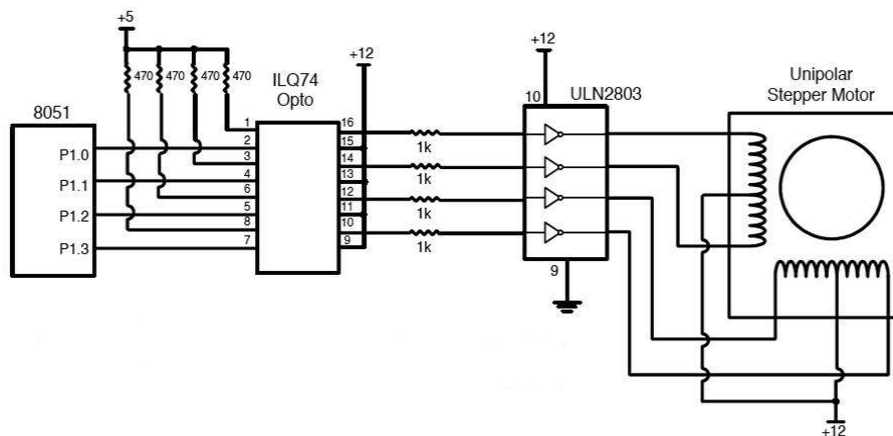 +5
470 470 470 470
8051
P1.0
P1.1
P1.2
P1.3
ILQ74
Opto
1
2
3
4
6
5
8
7
16
15
14
13
12
11
10
9
+12
1k
1k
1k
1k
+12
10
ULN2803
9
Unipolar
Stepper Motor
+12